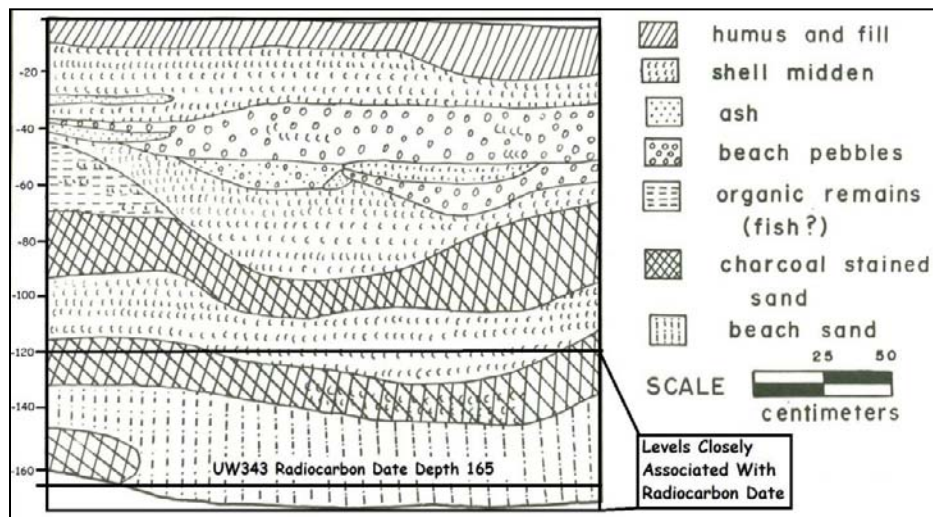 -20
-40
-60
-80
-100
-120
-140
-160
UW343 Radiocarbon Date Depth 165
humus and fill
shell midden
ash
beach pebbles
organic remains
(fish?)
charcoal stained
sand
beach sand
25 50
SCALE
centimeters
Levels Closely
Associated With
Radiocarbon Date